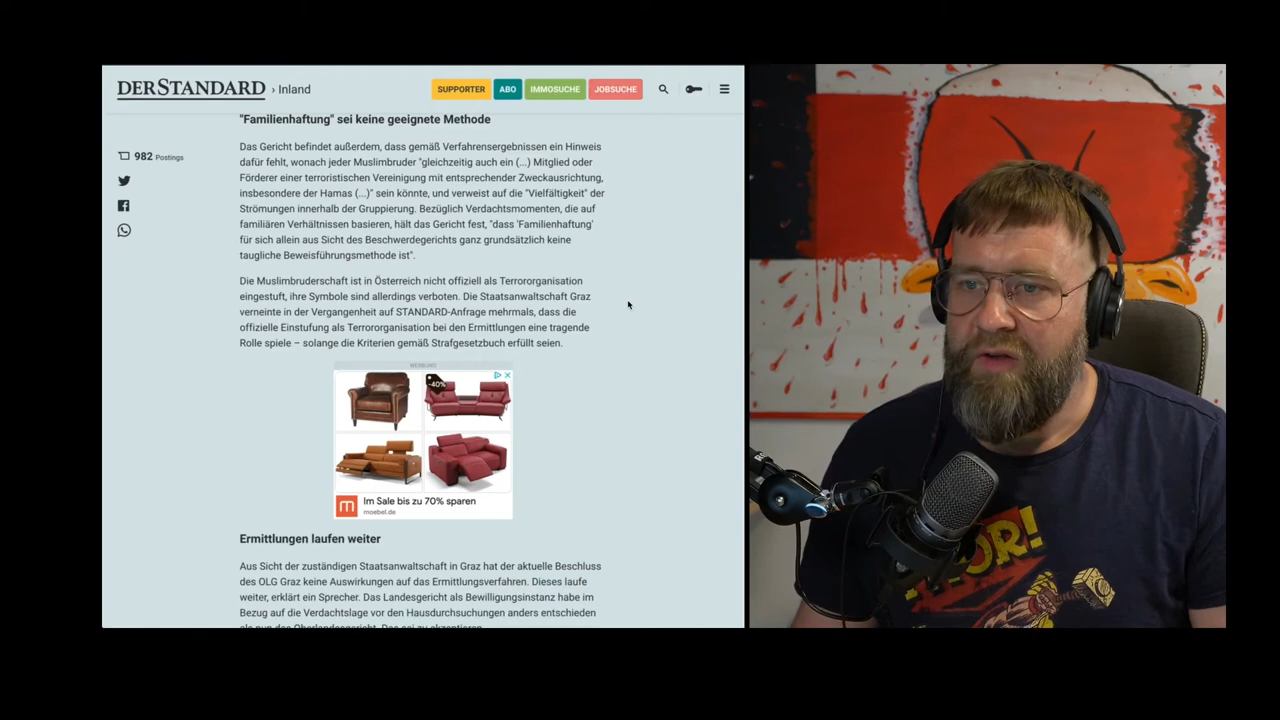 DERSTANDARD › Inland
SUPPORTER
ABO
IMMOSUCHE
JOBSUCHE
"Familienhaftung" sei keine geeignete Methode
982 Postings
Das Gericht befindet außerdem, dass gemäß Verfahrensergebnissen ein Hinweis
dafür fehlt, wonach jeder Muslimbruder "gleichzeitig auch ein (...) Mitglied oder
Förderer einer terroristischen Vereinigung mit entsprechender Zweckausrichtung,
insbesondere der Hamas (...)" sein könnte, und verweist auf die "Vielfältigkeit" der
Strömungen innerhalb der Gruppierung. Bezüglich Verdachtsmomenten, die auf
familiären Verhältnissen basieren, hält das Gericht fest, "dass 'Familienhaftung'
für sich allein aus Sicht des Beschwerdegerichts ganz grundsätzlich keine
taugliche Beweisführungsmethode ist".
Die Muslimbruderschaft ist in Österreich nicht offiziell als Terrororganisation
eingestuft, ihre Symbole sind allerdings verboten. Die Staatsanwaltschaft Graz
verneinte in der Vergangenheit auf STANDARD-Anfrage mehrmals, dass die
offizielle Einstufung als Terrororganisation bei den Ermittlungen eine tragende
Rolle spiele – solange die Kriterien gemäß Strafgesetzbuch erfüllt seien.
WERBUNG
-40%
m
Im Sale bis zu 70% sparen
moebel.de
Ermittlungen laufen weiter
Aus Sicht der zuständigen Staatsanwaltschaft in Graz hat der aktuelle Beschluss
des OLG Graz keine Auswirkungen auf das Ermittlungsverfahren. Dieses laufe
weiter, erklärt ein Sprecher. Das Landesgericht als Bewilligungsinstanz habe im
Bezug auf die Verdachtslage vor den Hausdurchsuchungen anders entschieden
als nun das Oberlandesgericht. Das sei zu akzeptieren.